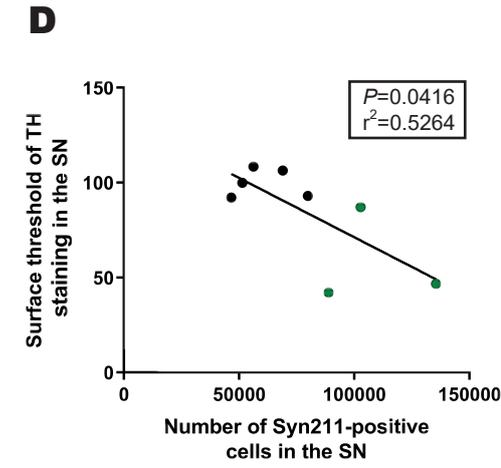 D
P=0.0416
r²=0.5264
Surface threshold of TH
staining in the SN
150
100
50
0
0 50000 100000 150000
Number of Syn211-positive
cells in the SN